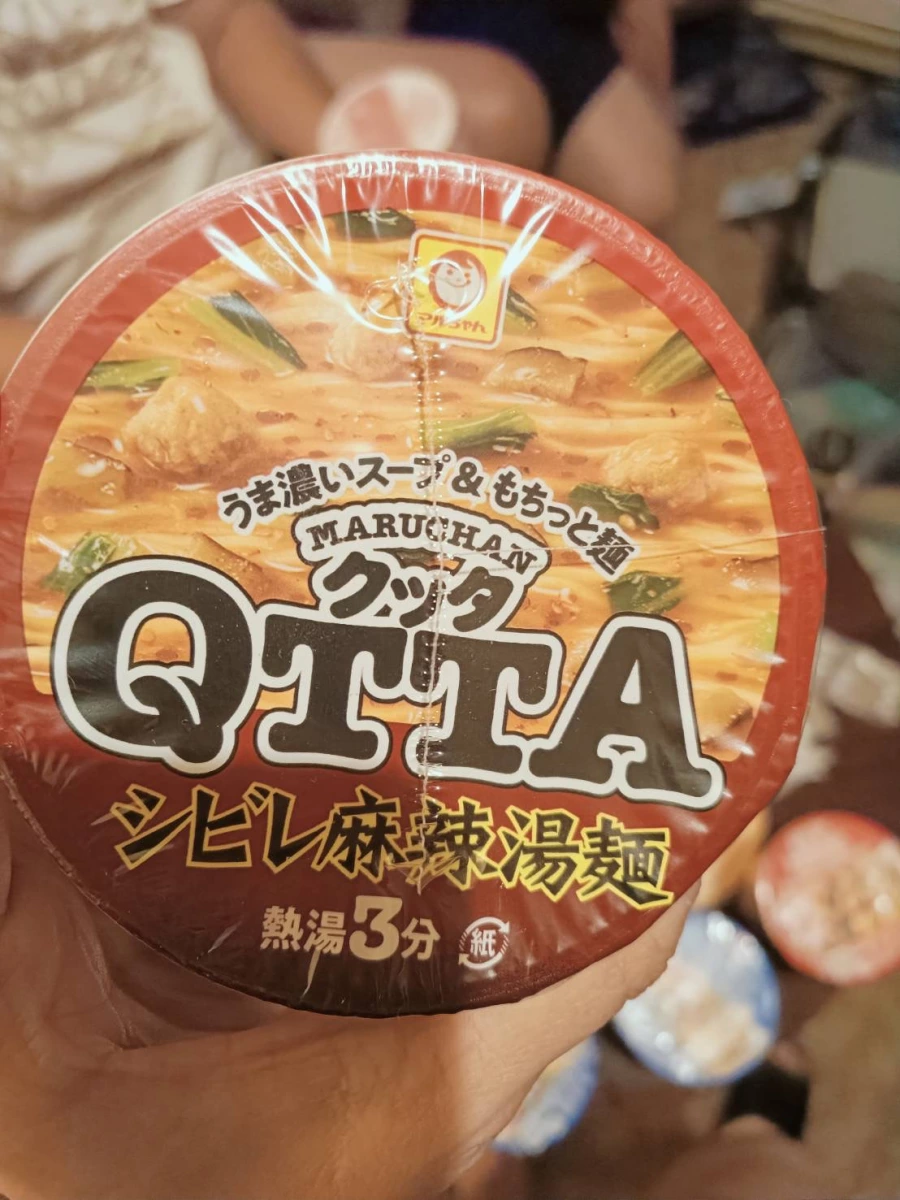 マルちゃん
うま濃いスープ&もちっと麺
MARUCHAN
クッタ
QTTA
シビレ麻辣湯麺
熱湯3分
紙